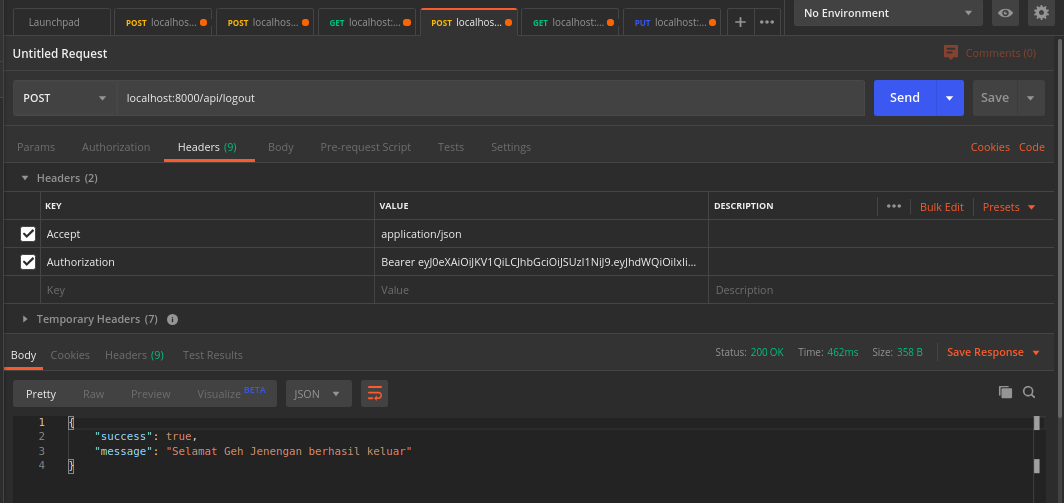 Launchpad POST localhos... POST localhos... GET localhost:... POST localhos... GET localhost:... PUT localhost:... + ••• No Environment
Untitled Request Comments (0)
POST localhost:8000/api/logout Send Save
Params Authorization Headers (9) Body Pre-request Script Tests Settings Cookies Code
Headers (2)
KEY VALUE DESCRIPTION ••• Bulk Edit Presets
Accept application/json
Authorization Bearer eyJ0eXAiOiJKV1QiLCJhbGciOiJSUzI1NiJ9.eyJhdWQiOiIxIi...
Key Value Description
Temporary Headers (7) i
Body Cookies Headers (9) Test Results Status: 200 OK Time: 462ms Size: 358 B Save Response
Pretty Raw Preview Visualize BETA JSON
1 {
2 "success": true,
3 "message": "Selamat Geh Jenengan berhasil keluar"
4 }